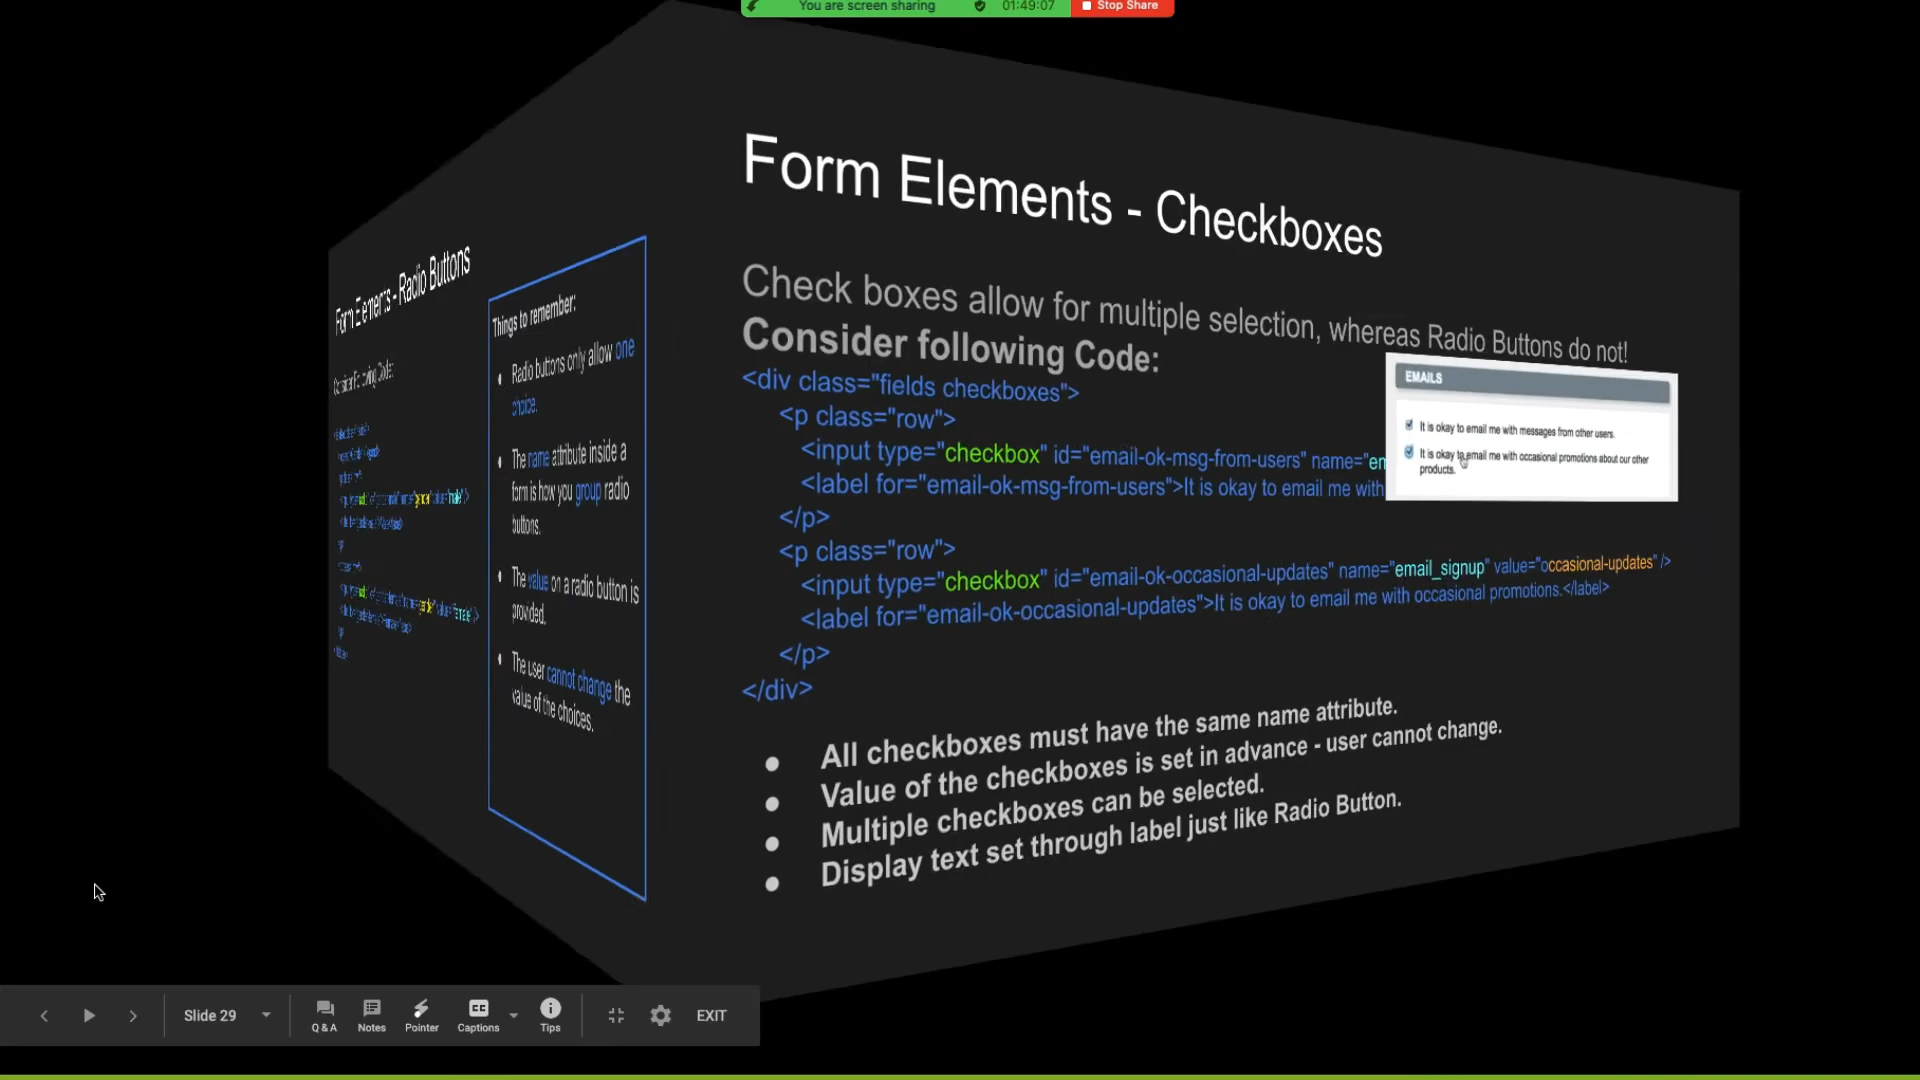 You are screen sharing
01:49:07
Stop Share
Form Elements - Radio Buttons
Things to remember:
Radio buttons only allow one
choice.
The name attribute inside a
form is how you group radio
buttons.
The value on a radio button is
provided.
The user cannot change the
value of the choices.
Form Elements - Checkboxes
Check boxes allow for multiple selection, whereas Radio Buttons do not!
Consider following Code:
<div class="fields checkboxes">
<p class="row">
<input type="checkbox" id="email-ok-msg-from-users" name="em
<label for="email-ok-msg-from-users">It is okay to email me with
</p>
<p class="row">
<input type="checkbox" id="email-ok-occasional-updates" name="email_signup" value="occasional-updates" />
<label for="email-ok-occasional-updates">It is okay to email me with occasional promotions.</label>
</p>
</div>
EMAILS
It is okay to email me with messages from other users.
It is okay to email me with occasional promotions about our other
products.
● All checkboxes must have the same name attribute.
● Value of the checkboxes is set in advance - user cannot change.
● Multiple checkboxes can be selected.
● Display text set through label just like Radio Button.
Slide 29
Q & A
Notes
Pointer
CC
Captions
Tips
EXIT